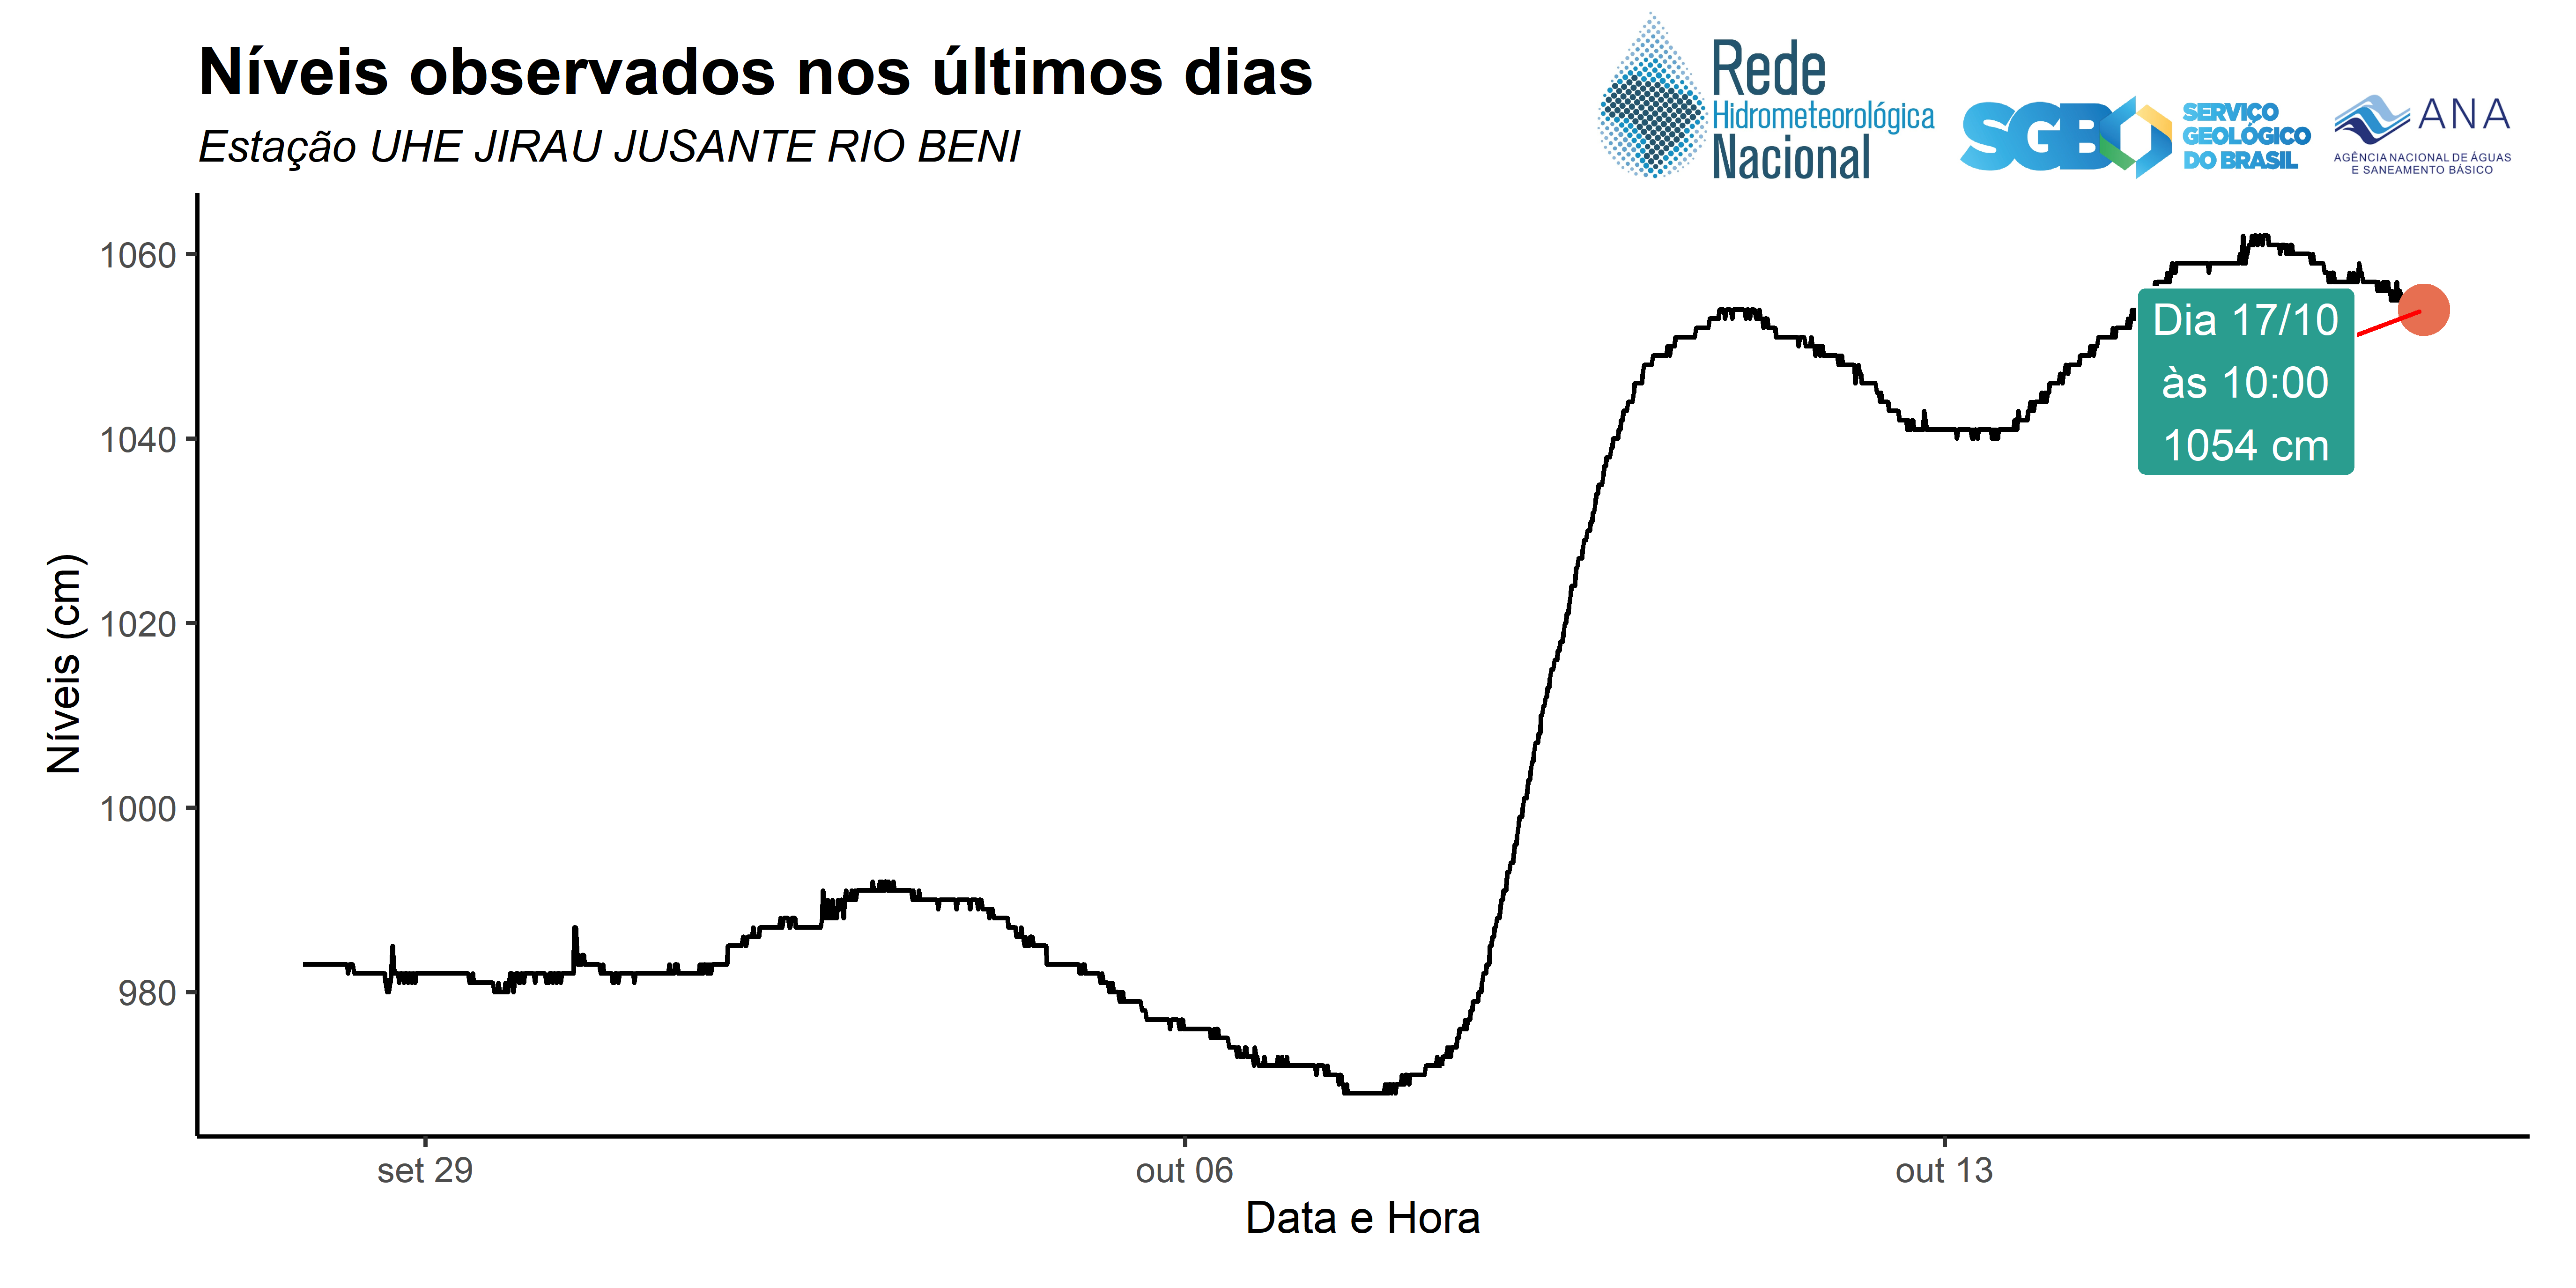 Níveis observados nos últimos dias
Estação UHE JIRAU JUSANTE RIO BENI
Rede
Hidrometeorológica
Nacional
SGB
SERVIÇO
GEOLÓGICO
DO BRASIL
ANA
AGÊNCIA NACIONAL DE ÁGUAS
E SANEAMENTO BÁSICO
Níveis (cm)
1060
1040
1020
1000
980
Dia 17/10
às 10:00
1054 cm
set 29
out 06
out 13
Data e Hora